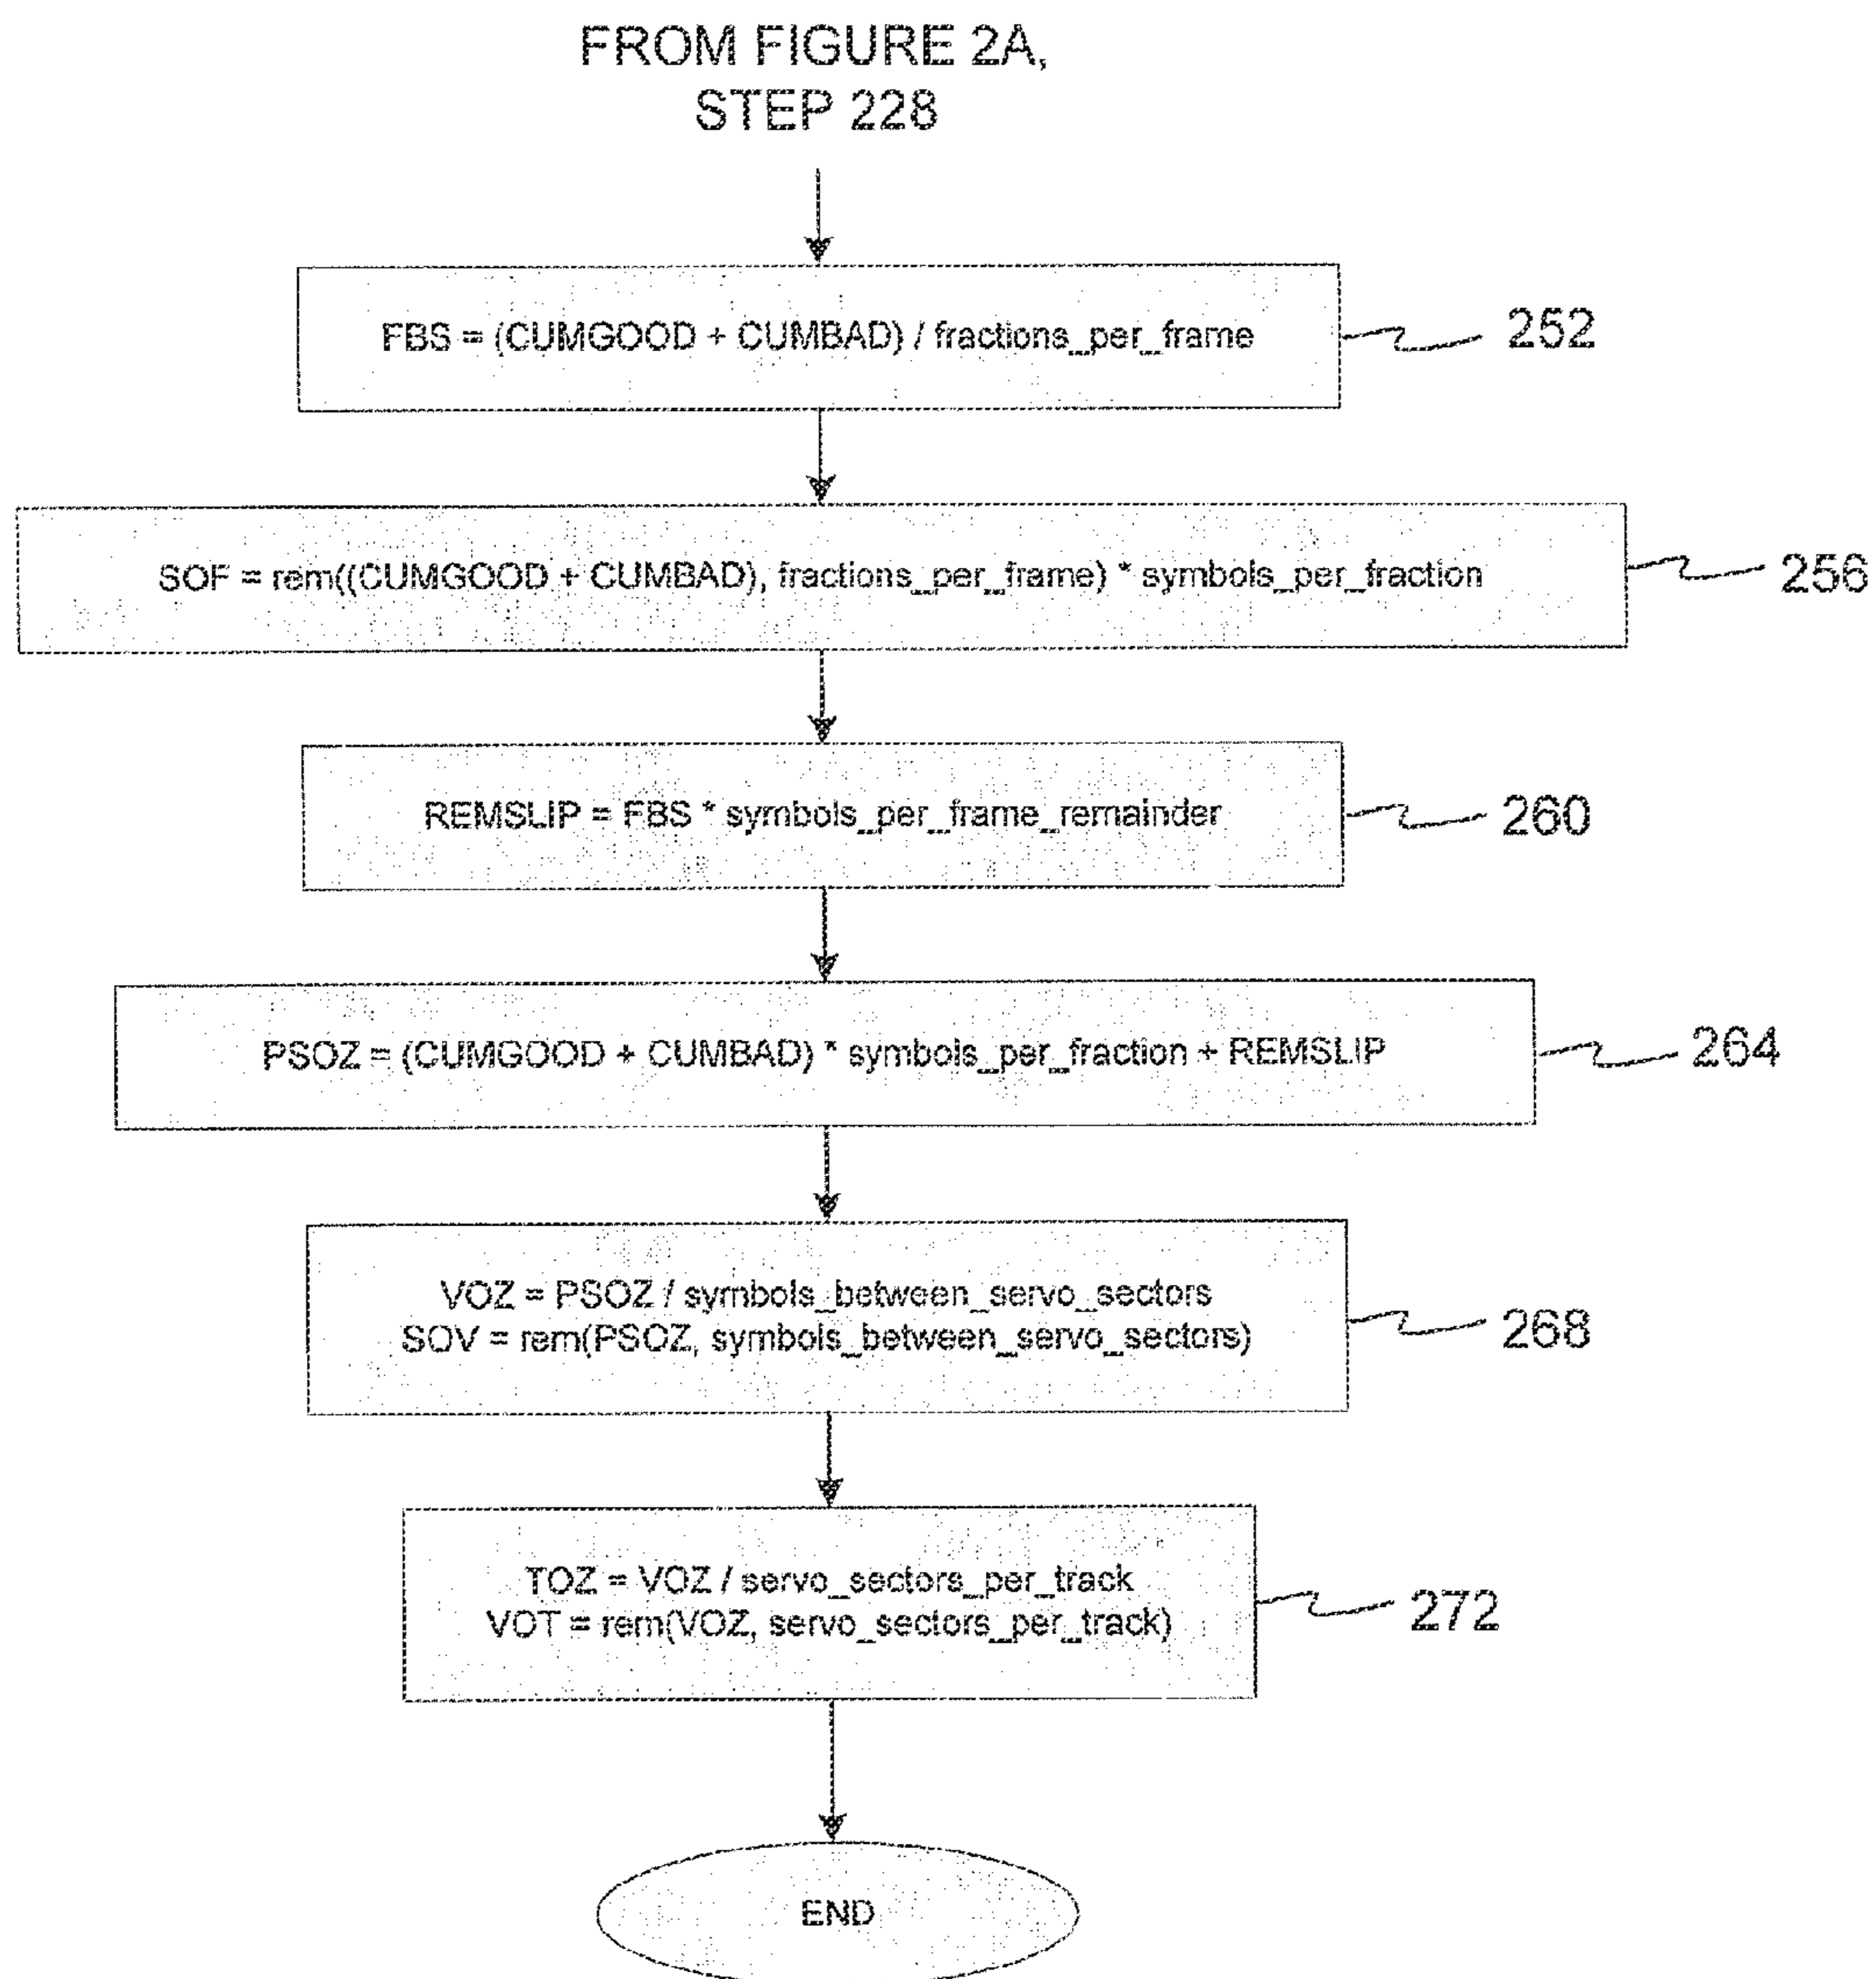 FROM FIGURE 2A,
STEP 228
FBS = (CUMGOOD + CUMBAD) / fractions_per_frame
252
SOF = rem((CUMGOOD + CUMBAD), fractions_per_frame) * symbols_per_fraction
256
REMSLIP = FBS * symbols_per_frame_remainder
260
PSOZ = (CUMGOOD + CUMBAD) * symbols_per_fraction + REMSLIP
264
VOZ = PSOZ / symbols_between_servo_sectors
SOV = rem(PSOZ, symbols_between_servo_sectors)
268
TOZ = VOZ / servo_sectors_per_track
VOT = rem(VOZ, servo_sectors_per_track)
272
END